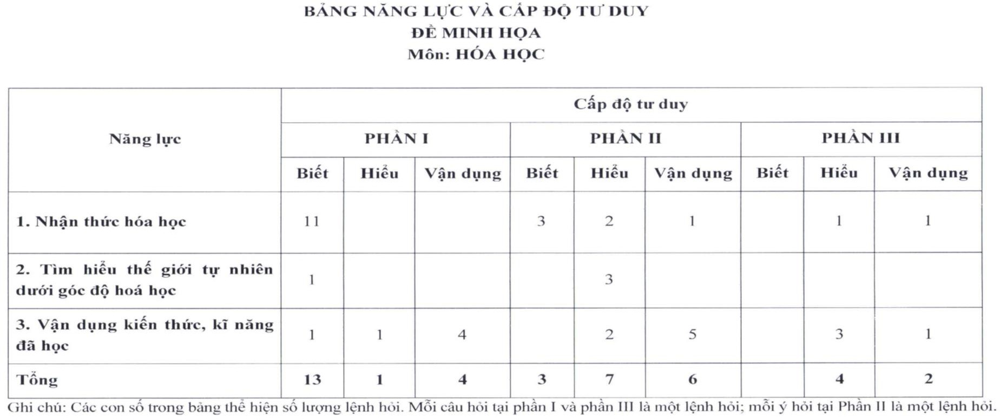 BẢNG NĂNG LỰC VÀ CẤP ĐỘ TƯ DUY
ĐỀ MINH HỌA
Môn: HÓA HỌC
Năng lực
Cấp độ tư duy
PHẦN I PHẦN II PHẦN III
Biết Hiểu Vận dụng Biết Hiểu Vận dụng Biết Hiểu Vận dụng
1. Nhận thức hóa học 11 3 2 1 1 1
2. Tìm hiểu thế giới tự nhiên
dưới góc độ hoá học 1 3
3. Vận dụng kiến thức, kĩ năng
đã học 1 1 4 2 5 3 1
Tổng 13 1 4 3 7 6 4 2
Ghi chú: Các con số trong bảng thể hiện số lượng lệnh hỏi. Mỗi câu hỏi tại phần I và phần III là một lệnh hỏi; mỗi ý hỏi tại Phần II là một lệnh hỏi.